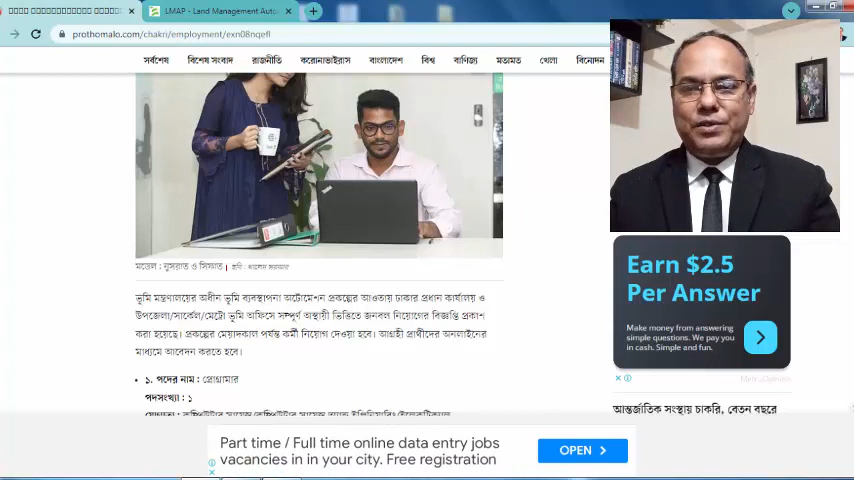 LMAP - Land Management Auto
prothomalo.com/chakri/employment/exn08nqefl
সর্বশেষ বিশেষ সংবাদ রাজনীতি করোনাভাইরাস বাংলাদেশ বিশ্ব বাণিজ্য মতামত খেলা বিনোদন
মডেল : নুসরাত ও সিফাত | ছবি : খালেদ সরকার
ভূমি মন্ত্রণালয়ের অধীন ভূমি ব্যবস্থাপনা অটোমেশন প্রকল্পের আওতায় ঢাকার প্রধান কার্যালয় ও
উপজেলা/সার্কেল/মেট্রো ভূমি অফিসে সম্পূর্ণ অস্থায়ী ভিত্তিতে জনবল নিয়োগের বিজ্ঞপ্তি প্রকাশ
করা হয়েছে। প্রকল্পের মেয়াদকাল পর্যন্ত কর্মী নিয়োগ দেওয়া হবে। আগ্রহী প্রার্থীদের অনলাইনের
মাধ্যমে আবেদন করতে হবে।
১. পদের নাম : প্রোগ্রামার
পদসংখ্যা : ১
Earn $2.5
Per Answer
Make money from answering
simple questions. We pay you
in cash. Simple and fun.
আন্তর্জাতিক সংস্থায় চাকরি, বেতন বছরে
Part time / Full time online data entry jobs
vacancies in in your city. Free registration
OPEN